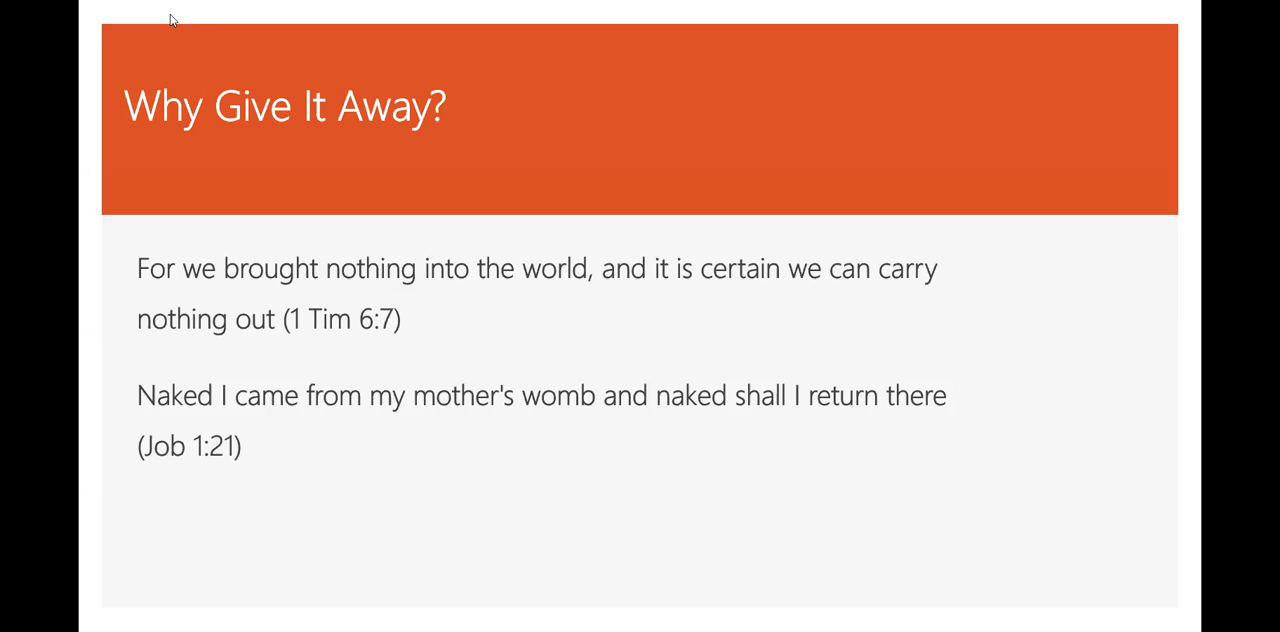 Why Give It Away?
For we brought nothing into the world, and it is certain we can carry
nothing out (1 Tim 6:7)
Naked I came from my mother's womb and naked shall I return there
(Job 1:21)